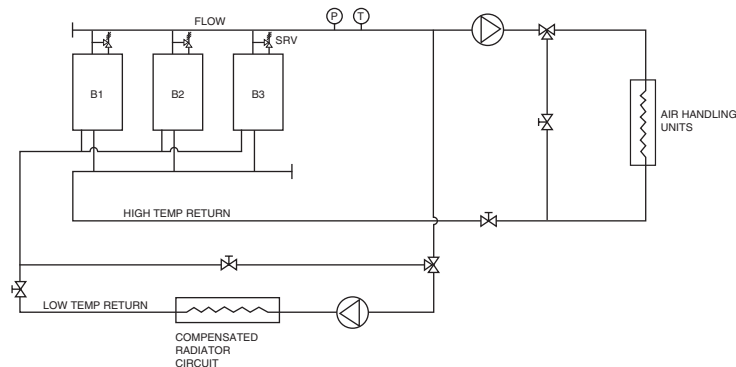 FLOW
P
T
SRV
B1
B2
B3
AIR HANDLING
UNITS
HIGH TEMP RETURN
LOW TEMP RETURN
COMPENSATED
RADIATOR
CIRCUIT